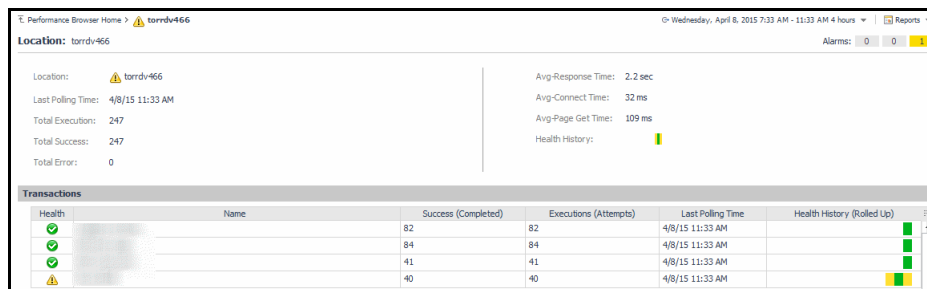 Performance Browser Home > torrdv466
Wednesday, April 8, 2015 7:33 AM - 11:33 AM 4 hours Reports
Location: torrdv466
Alarms: 0 0 1
Location: torrdv466
Last Polling Time: 4/8/15 11:33 AM
Total Execution: 247
Total Success: 247
Total Error: 0
Avg-Response Time: 2.2 sec
Avg-Connect Time: 32 ms
Avg-Page Get Time: 109 ms
Health History:
Transactions
Health Name Success (Completed) Executions (Attempts) Last Polling Time Health History (Rolled Up)
82 82 4/8/15 11:33 AM
84 84 4/8/15 11:33 AM
41 41 4/8/15 11:33 AM
40 40 4/8/15 11:33 AM